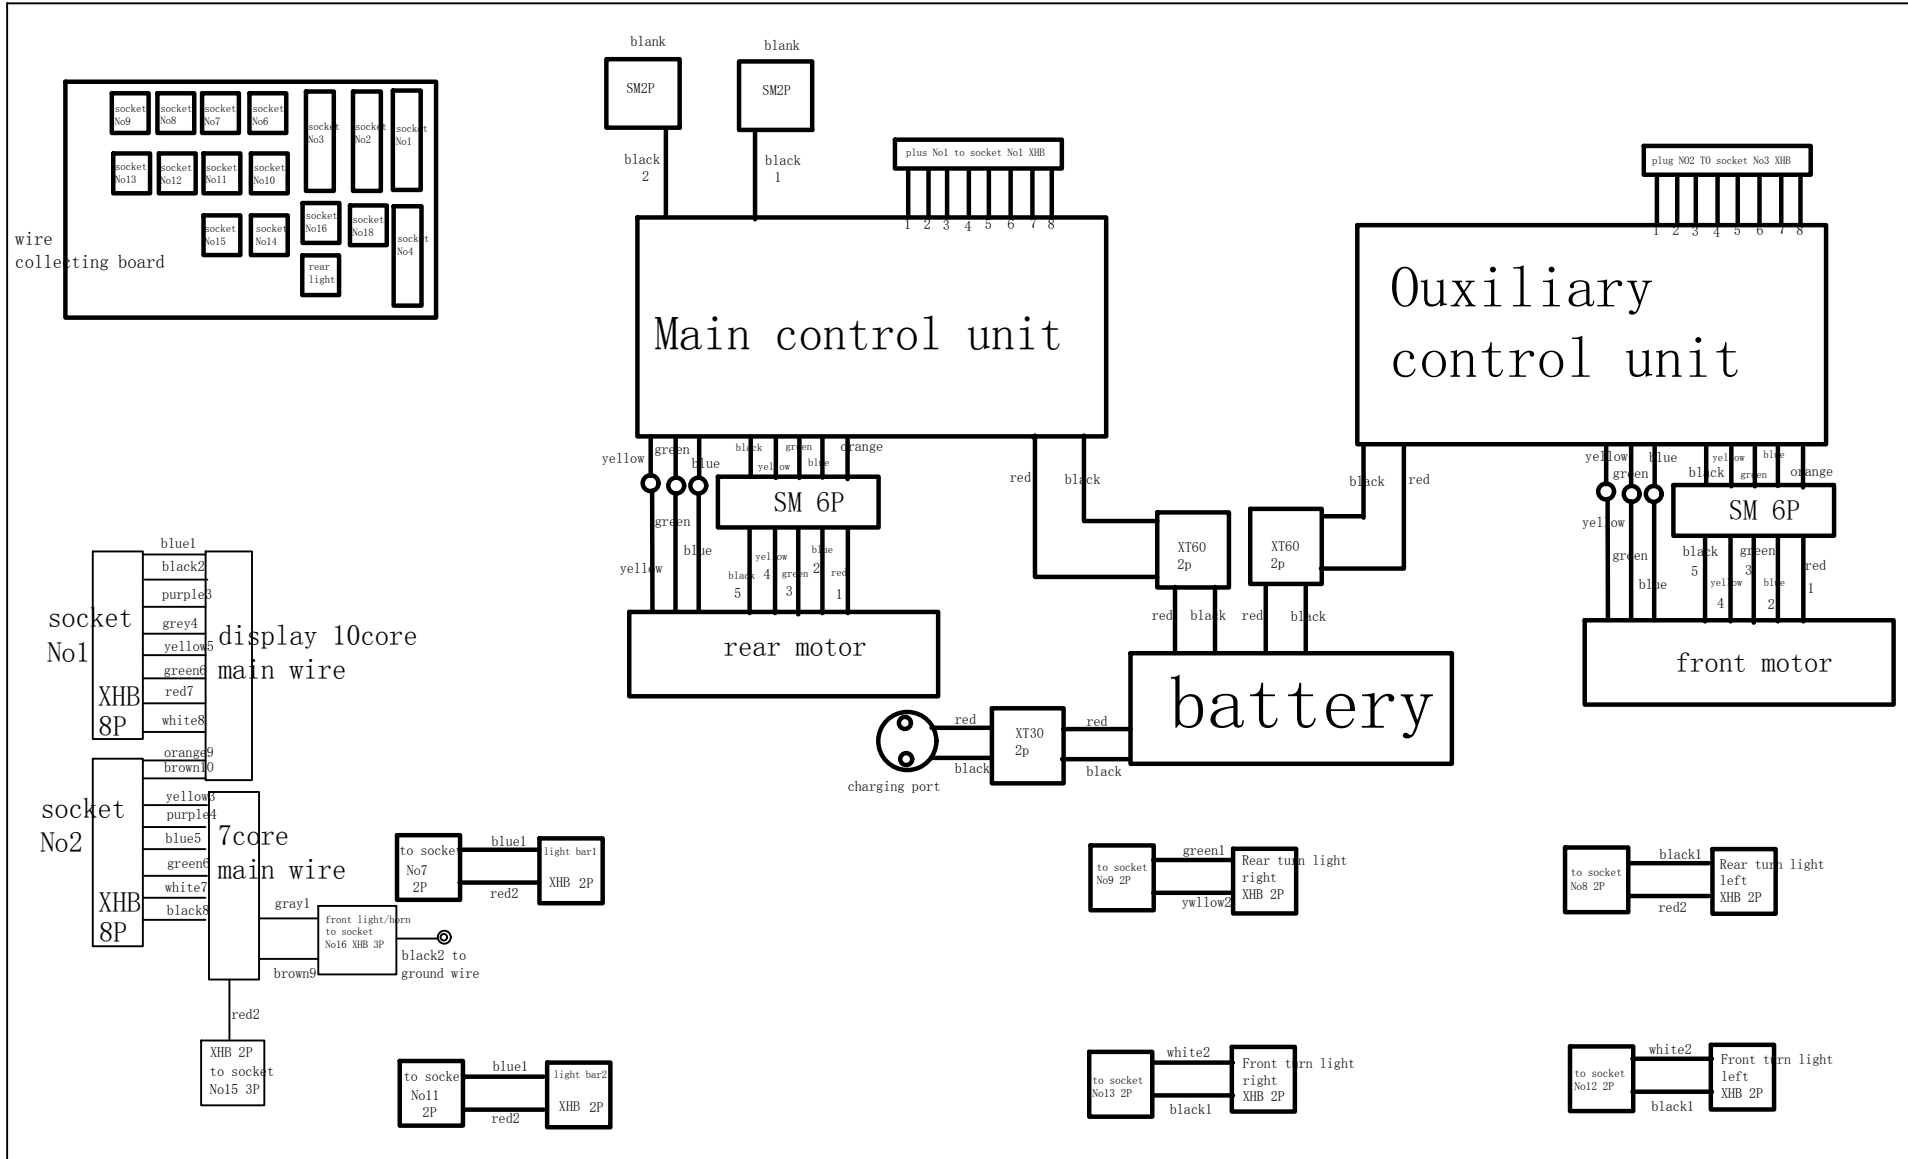 blank
blank
SM2P
SM2P
black
2
black
1
plus No1 to socket No1 XHB
1 2 3 4 5 6 7 8
plug NO2 TO socket No3 XHB
1 2 3 4 5 6 7 8
socket
No9
socket
No8
socket
No7
socket
No6
socket
No3
socket
No2
socket
No1
socket
No13
socket
No12
socket
No11
socket
No10
socket
No15
socket
No14
socket
No16
socket
No18
socket
No4
rear
light
wire
collecting board
Main control unit
Ouxiliary
control unit
yellow
green
blue
black
yellow
green
blue
orange
SM 6P
yellow
green
blue
black
5
yellow
4
green
3
blue
2
red
1
rear motor
red
black
XT60
2p
red
black
black
red
XT60
2p
red
black
battery
charging port
red
black
XT30
2p
red
black
yellow
green
blue
black
yellow
green
blue
orange
SM 6P
yellow
green
blue
black
5
yellow
4
green
3
blue
2
red
1
front motor
socket
No1
XHB
8P
blue1
black2
purple3
grey4
yellow5
green6
red7
white8
orange9
brown10
display 10core
main wire
socket
No2
XHB
8P
yellow3
purple4
blue5
green6
white7
black8
7core
main wire
gray1
brown9
front light/horn
to socket
No16 XHB 3P
black2 to
ground wire
red2
XHB 2P
to socket
No15 3P
to socket
No7
2P
blue1
red2
light bar1
XHB 2P
to socket
No11
2P
blue1
red2
light bar2
XHB 2P
to socket
No9 2P
green1
ywllow2
Rear turn light
right
XHB 2P
to socket
No8 2P
black1
red2
Rear turn light
left
XHB 2P
to socket
No13 2P
white2
black1
Front turn light
right
XHB 2P
to socket
No12 2P
white2
black1
Front turn light
left
XHB 2P